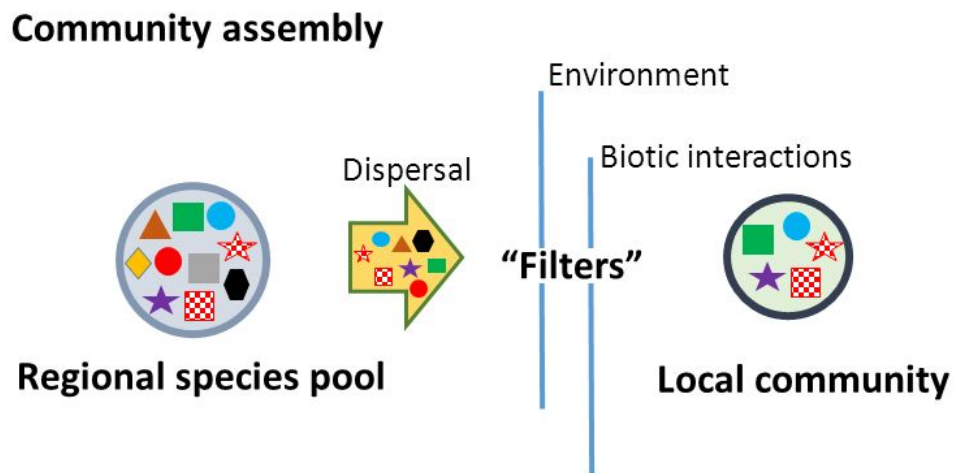 Community assembly
Environment
Biotic interactions
Dispersal
“Filters”
Regional species pool
Local community